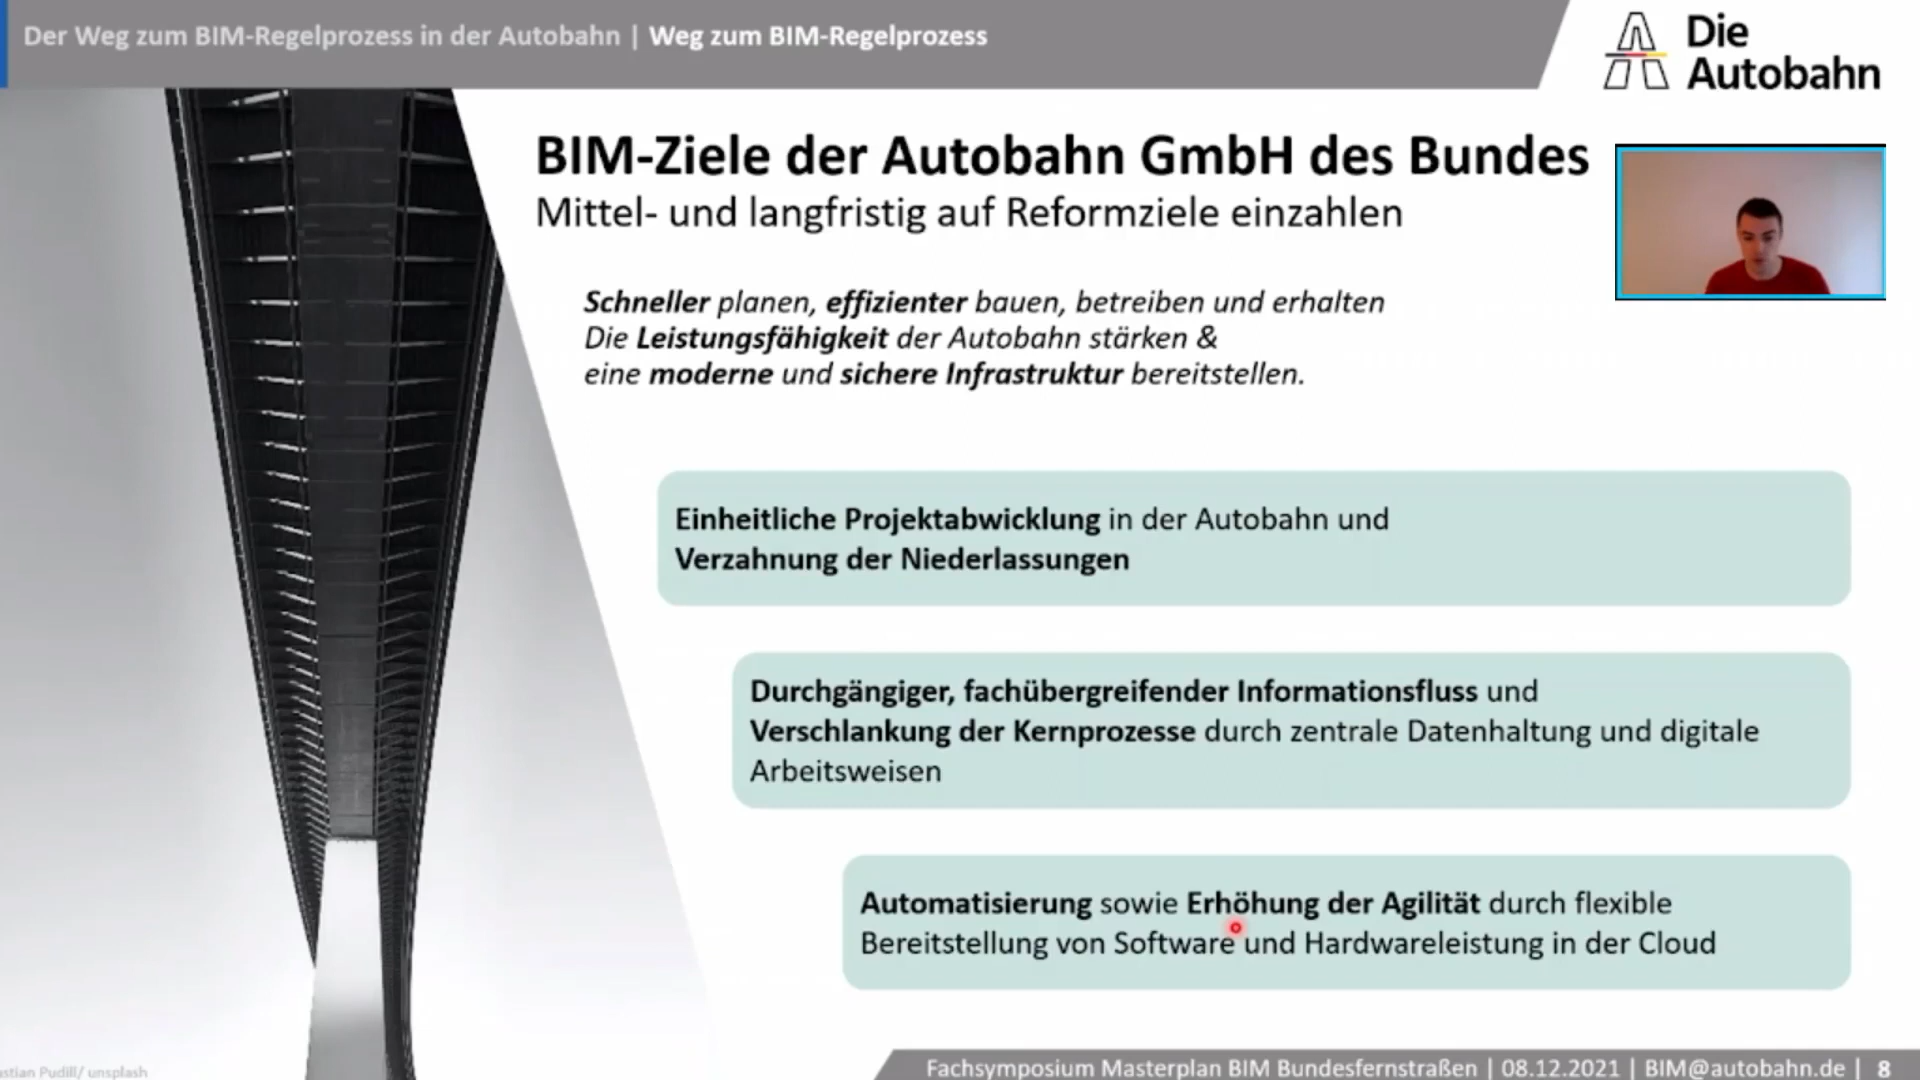 Der Weg zum BIM-Regelprozess in der Autobahn | Weg zum BIM-Regelprozess
Die
Autobahn
BIM-Ziele der Autobahn GmbH des Bundes
Mittel- und langfristig auf Reformziele einzahlen
Schneller planen, effizienter bauen, betreiben und erhalten
Die Leistungsfähigkeit der Autobahn stärken &
eine moderne und sichere Infrastruktur bereitstellen.
Einheitliche Projektabwicklung in der Autobahn und
Verzahnung der Niederlassungen
Durchgängiger, fachübergreifender Informationsfluss und
Verschlankung der Kernprozesse durch zentrale Datenhaltung und digitale
Arbeitsweisen
Automatisierung sowie Erhöhung der Agilität durch flexible
Bereitstellung von Software und Hardwareleistung in der Cloud
Pudill/ unsplash
Fachsymposium Masterplan BIM Bundesfernstraßen | 08.12.2021 | BIM@autobahn.de | 8